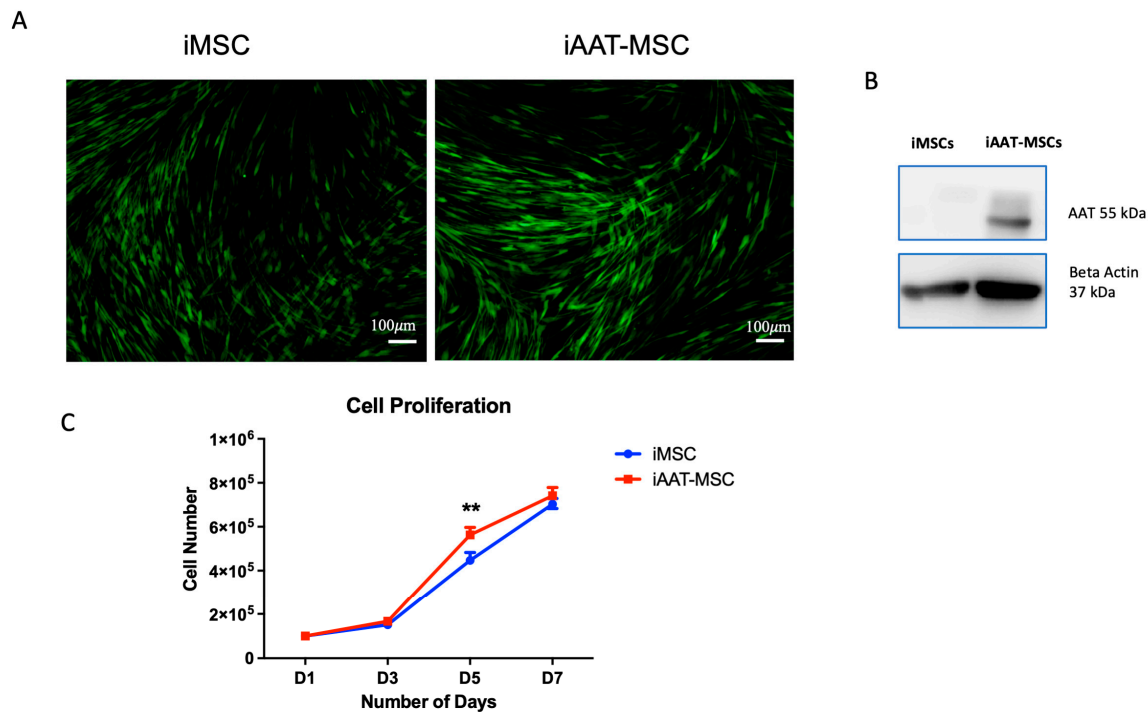 A
iMSC
iAAT-MSC
100μm
100μm
B
iMSCs
iAAT-MSCs
AAT 55 kDa
Beta Actin
37 kDa
C
Cell Proliferation
Cell Number
1×10⁶
8×10⁵
6×10⁵
4×10⁵
2×10⁵
0
**
D1
D3
D5
D7
Number of Days
iMSC
iAAT-MSC